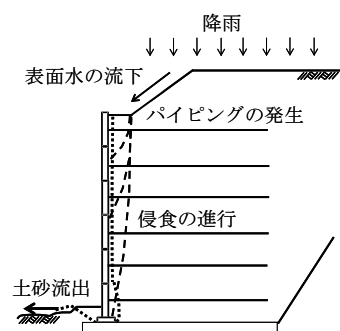 降雨
表面水の流下
パイピングの発生
侵食の進行
土砂流出